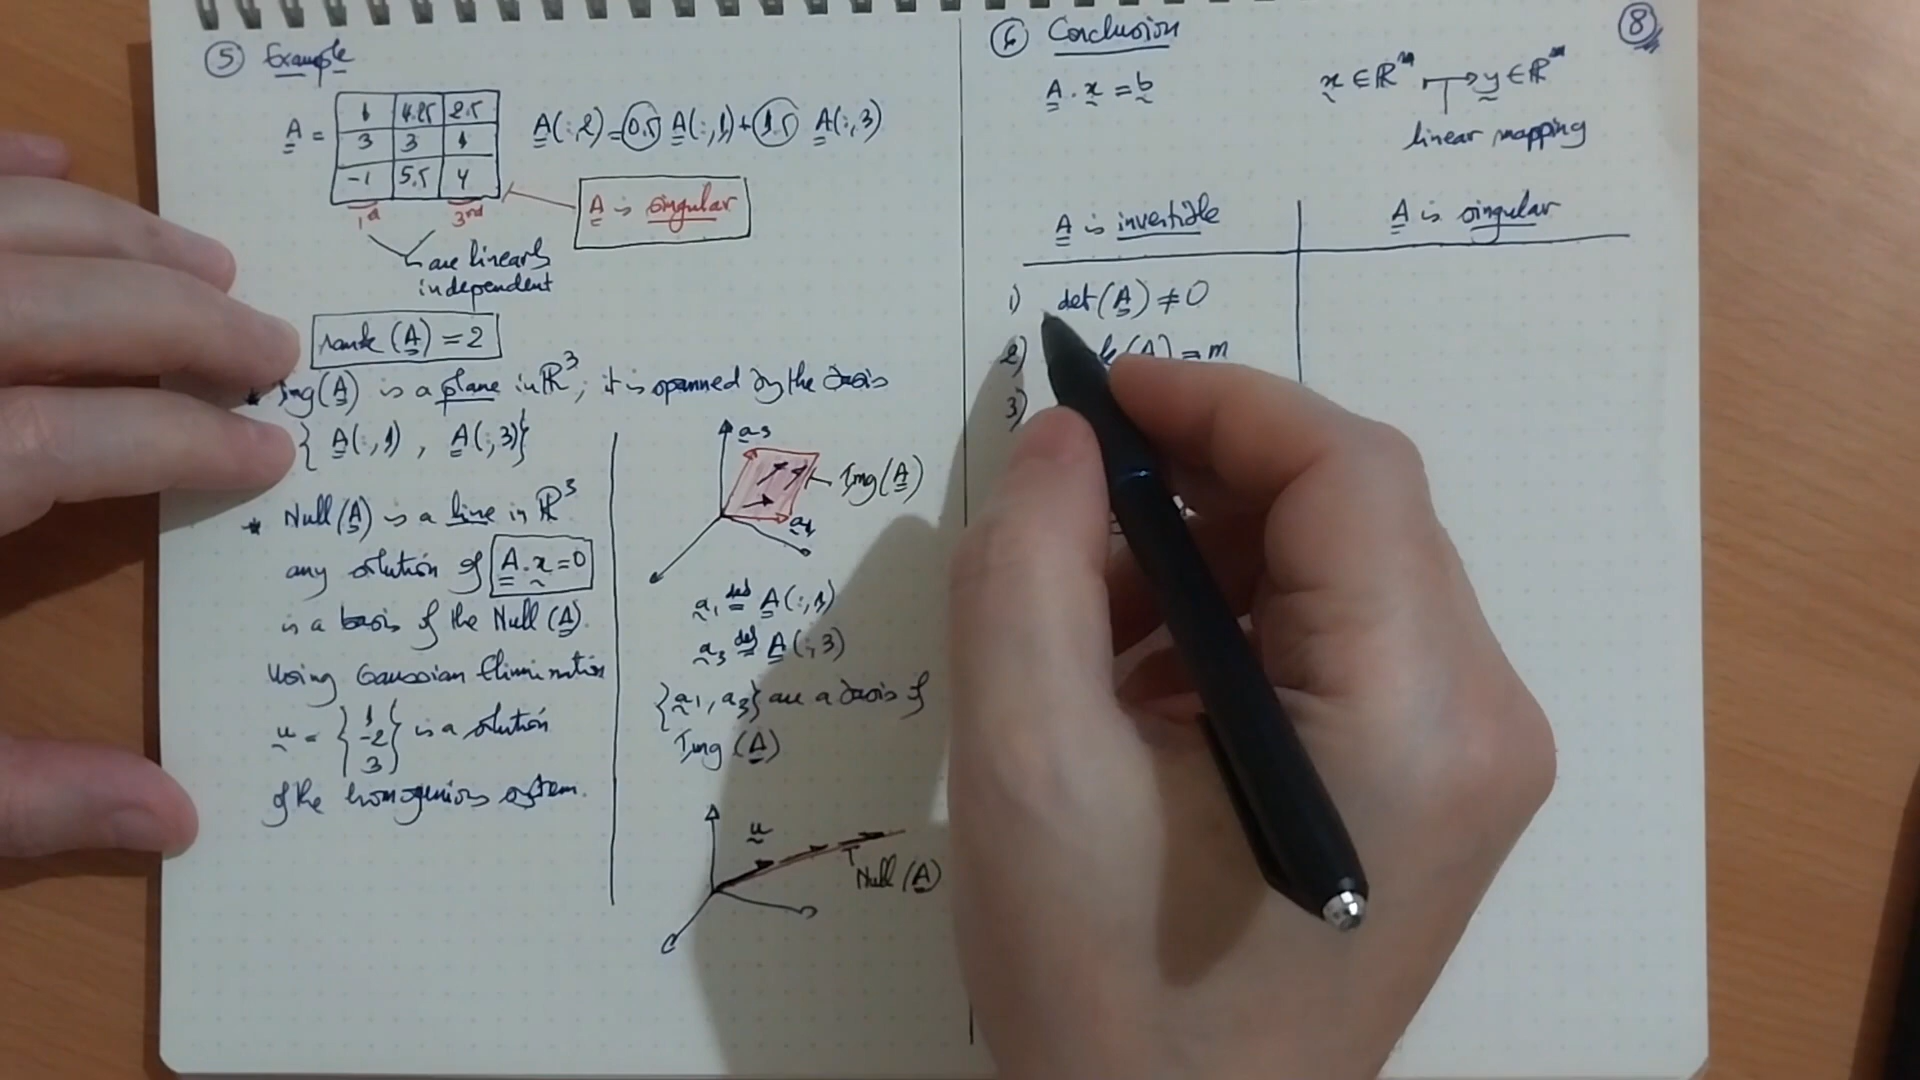 ⑤ Example
A =
1 4.25 2.5
3 3 1
-1 5.5 4
1st 3rd
are linearly
independent
A(:,2) = 0.5 A(:,1) + 1.5 A(:,3)
A is singular
rank (A) = 2
* Img(A) is a plane in ℝ³; it is spanned by the basis
{ A(:,1) , A(:,3)}
* Null(A) is a line in ℝ³
any solution of A.x=0
is a basis of the Null (A).
Using Gaussian Elimination
u = { 1 -2 3 } is a solution
of the homogenious system.
a3
Img(A)
a1
a1 def= A(:,1)
a3 def= A(:,3)
{a1, a3} are a basis of
Img (A)
u
Null (A)
⑥ Conclusion
⑧
A . x = b
x ∈ ℝᵐ ↦ y ∈ ℝᵐ
linear mapping
A is invertible
A is singular
1) det(A) ≠ 0
2) (A) = m
3)